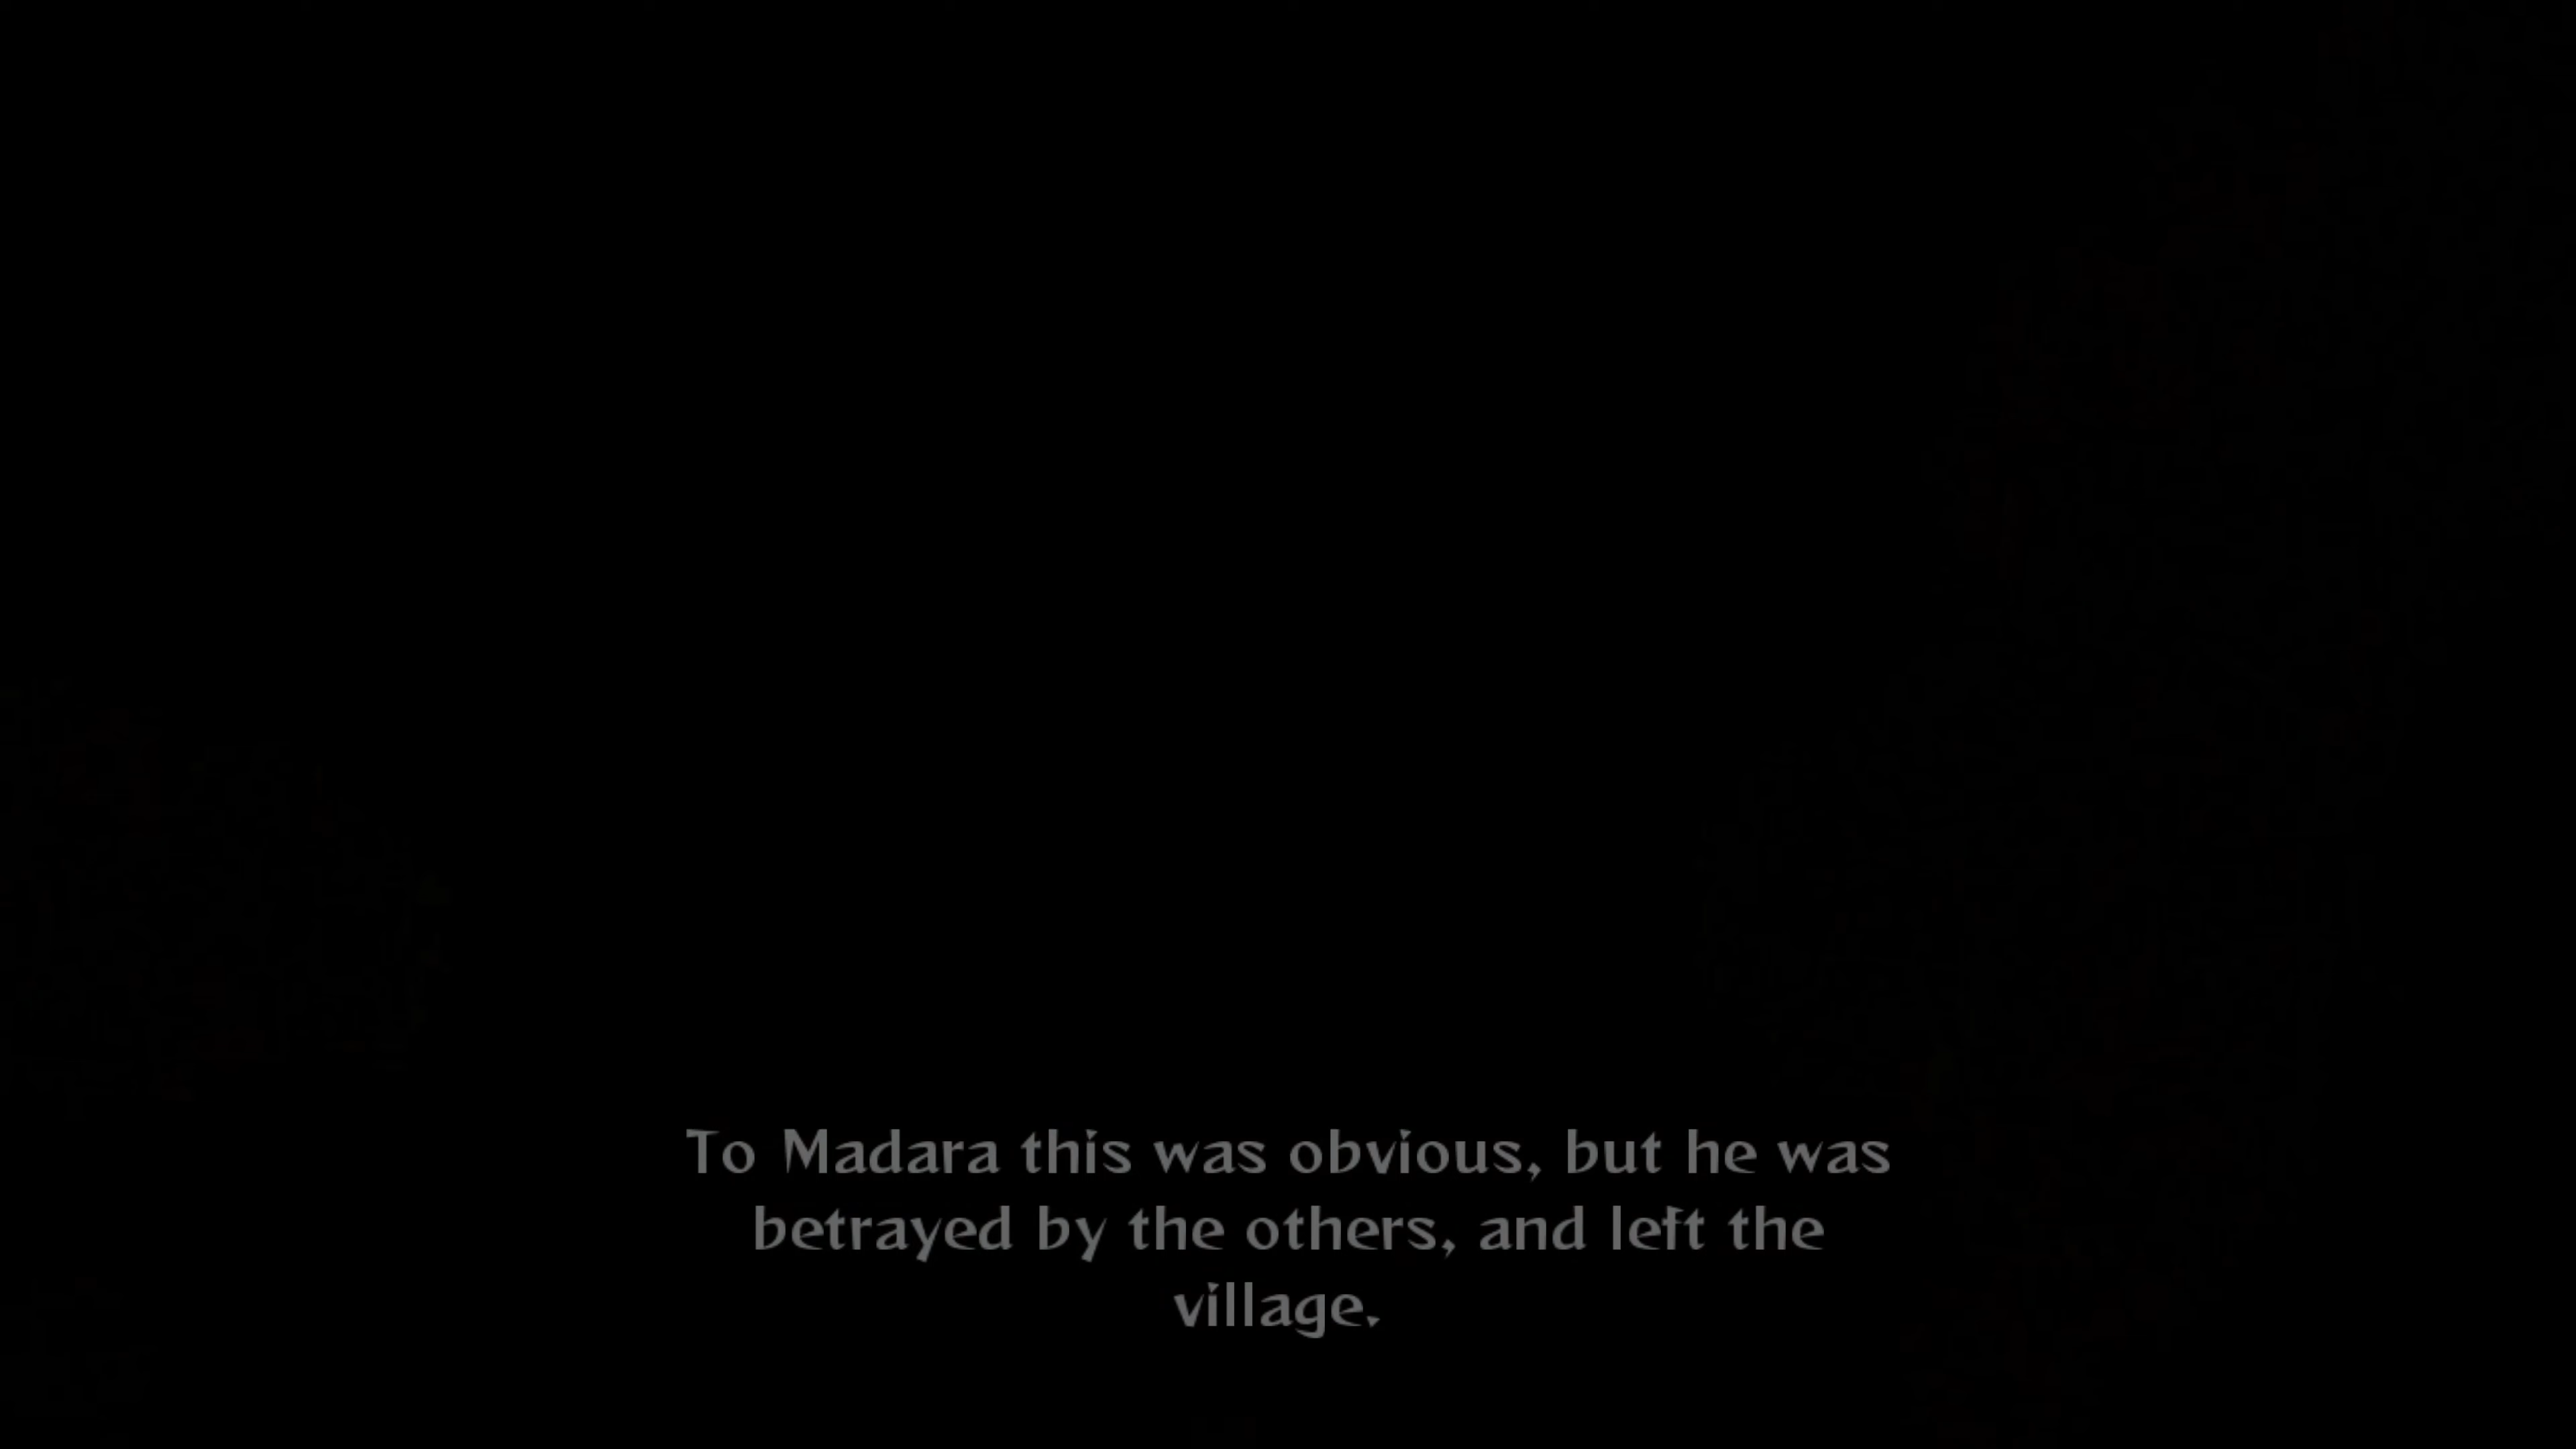 To Madara this was obvious, but he was
betrayed by the others, and left the
village.